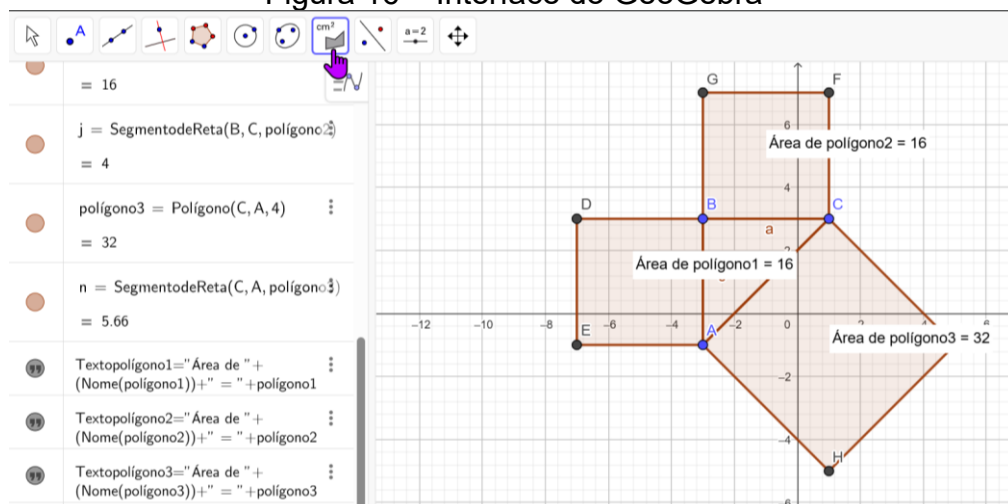 cm²
a=2
= 16
j = SegmentodeReta(B, C, polígono2)
= 4
polígono3 = Polígono(C, A, 4)
= 32
n = SegmentodeReta(C, A, polígono3)
= 5.66
Textopolígono1="Área de "+
(Nome(polígono1))+" = "+polígono1
Textopolígono2="Área de "+
(Nome(polígono2))+" = "+polígono2
Textopolígono3="Área de "+
(Nome(polígono3))+" = "+polígono3
G
F
6
Área de polígono2 = 16
4
D
B
C
a
2
Área de polígono1 = 16
-12
-10
-8
-6
-4
-2
0
E
A
Área de polígono3 = 32
-2
-4
H